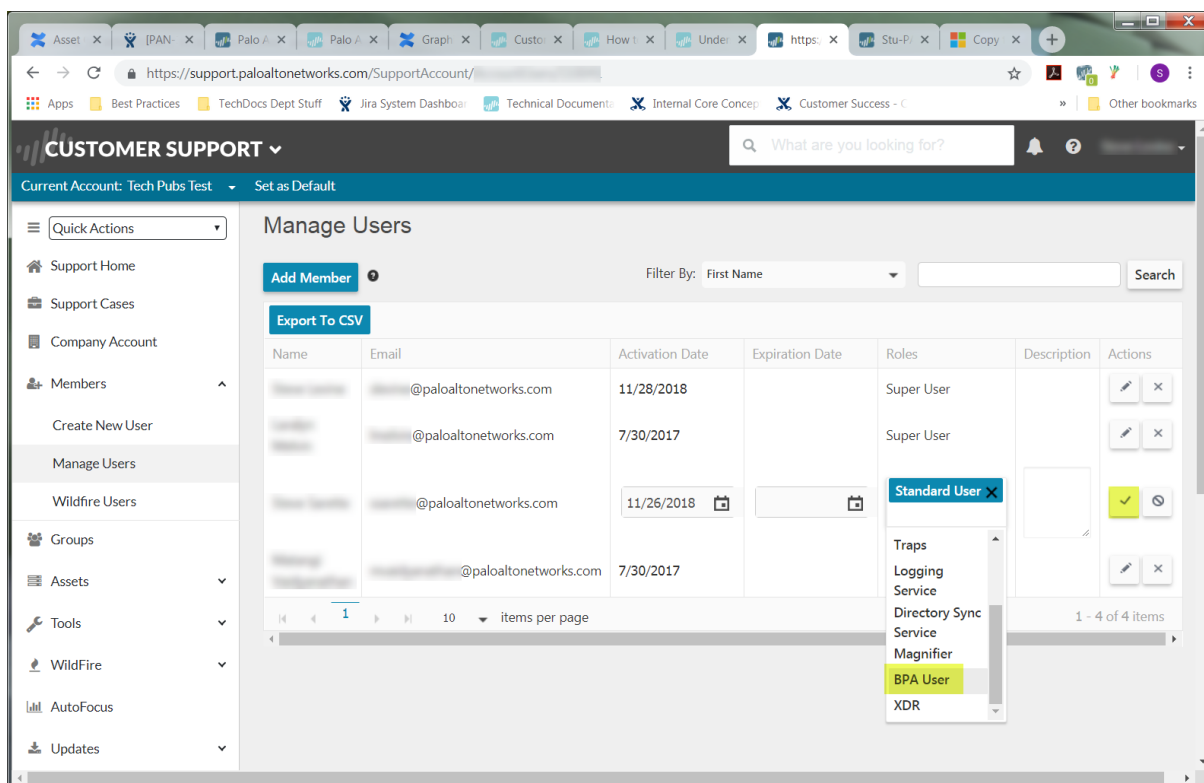 Asset
[PAN-
Palo A
Palo A
Graph
Custor
How t
Under
https:
Stu-PA
Copy
https://support.paloaltonetworks.com/SupportAccount/
0
S
Apps
Best Practices
TechDocs Dept Stuff
Jira System Dashboar
Technical Documenta
Internal Core Concep
Customer Success - C
»
Other bookmarks
CUSTOMER SUPPORT
What are you looking for?
Current Account: Tech Pubs Test
Set as Default
Quick Actions
Support Home
Support Cases
Company Account
Members
Create New User
Manage Users
Wildfire Users
Groups
Assets
Tools
WildFire
AutoFocus
Updates
Manage Users
Add Member
Filter By: First Name
Search
Export To CSV
Name Email Activation Date Expiration Date Roles Description Actions
@paloaltonetworks.com 11/28/2018 Super User
@paloaltonetworks.com 7/30/2017 Super User
@paloaltonetworks.com 11/26/2018 Standard User
@paloaltonetworks.com 7/30/2017
Traps
Logging
Service
Directory Sync
Service
Magnifier
BPA User
XDR
1 10 items per page 1 - 4 of 4 items